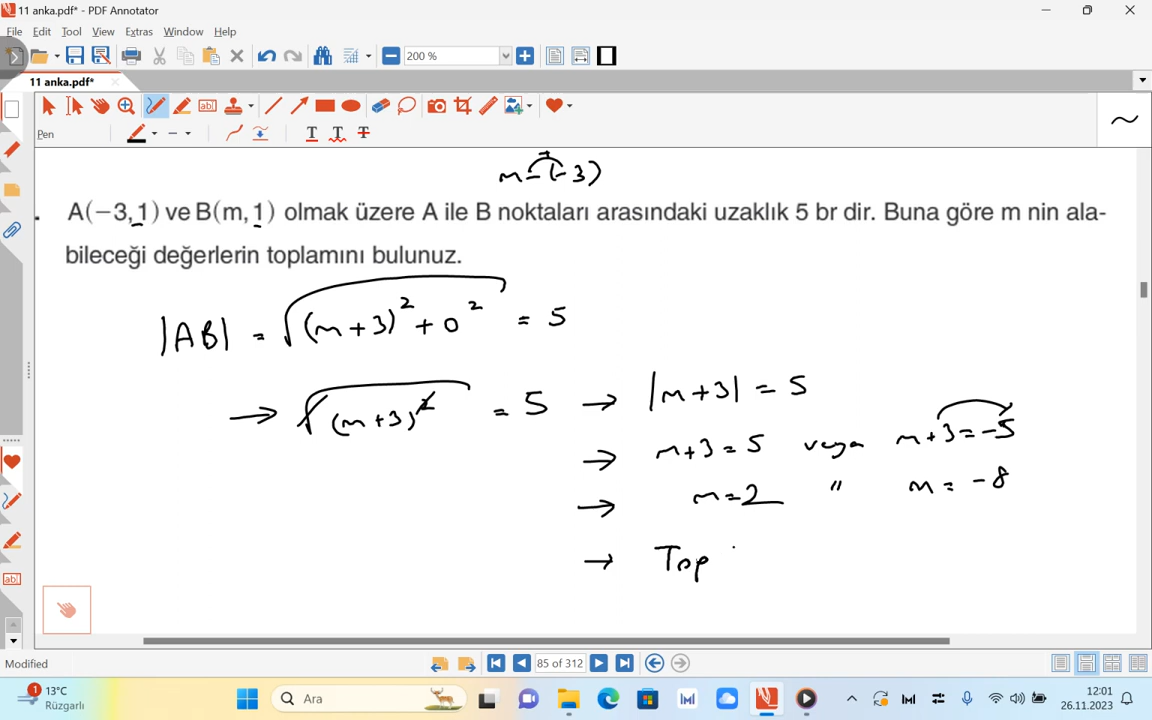 11 anka.pdf* - PDF Annotator
File Edit Tool View Extras Window Help
200 %
11 anka.pdf*
Pen
m-(-3)
. A(−3,1) ve B(m,1) olmak üzere A ile B noktaları arasındaki uzaklık 5 br dir. Buna göre m nin ala-
bileceği değerlerin toplamını bulunuz.
|AB| = √((m+3)² + 0²) = 5
→ √((m+3)²) = 5 → |m+3| = 5
→ m+3=5 veya m+3=-5
→ m=2 " m=-8
→ Top
Modified
85 of 312
1
13°C
Rüzgarlı
Ara
12:01
26.11.2023